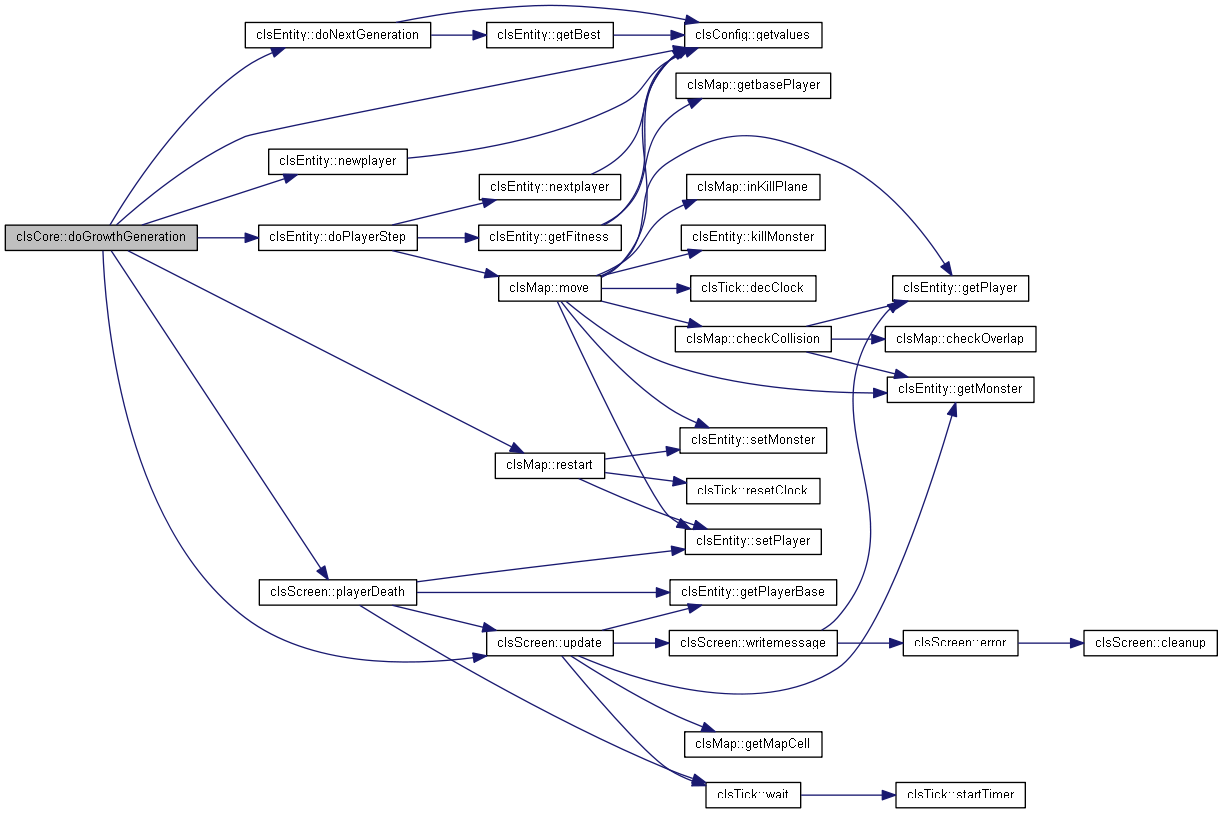 clsEntity::doNextGeneration
clsEntity::getBest
clsConfig::getvalues
clsMap::getbasePlayer
clsEntity::newplayer
clsEntity::nextplayer
clsMap::inKillPlane
clsCore::doGrowthGeneration
clsEntity::doPlayerStep
clsEntity::getFitness
clsEntity::killMonster
clsMap::move
clsTick::decClock
clsEntity::getPlayer
clsMap::checkCollision
clsMap::checkOverlap
clsEntity::getMonster
clsEntity::setMonster
clsMap::restart
clsTick::resetClock
clsEntity::setPlayer
clsScreen::playerDeath
clsEntity::getPlayerBase
clsScreen::update
clsScreen::writemessage
clsScreen::error
clsScreen::cleanup
clsMap::getMapCell
clsTick::wait
clsTick::startTimer